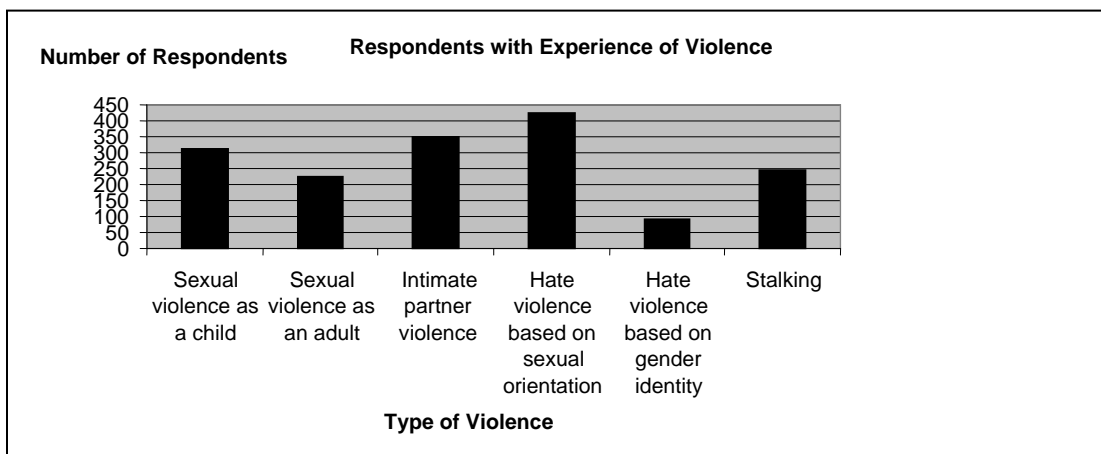 Respondents with Experience of Violence
Number of Respondents
450
400
350
300
250
200
150
100
50
0
Sexual
violence as
a child
Sexual
violence as
an adult
Intimate
partner
violence
Hate
violence
based on
sexual
orientation
Hate
violence
based on
gender
identity
Stalking
Type of Violence